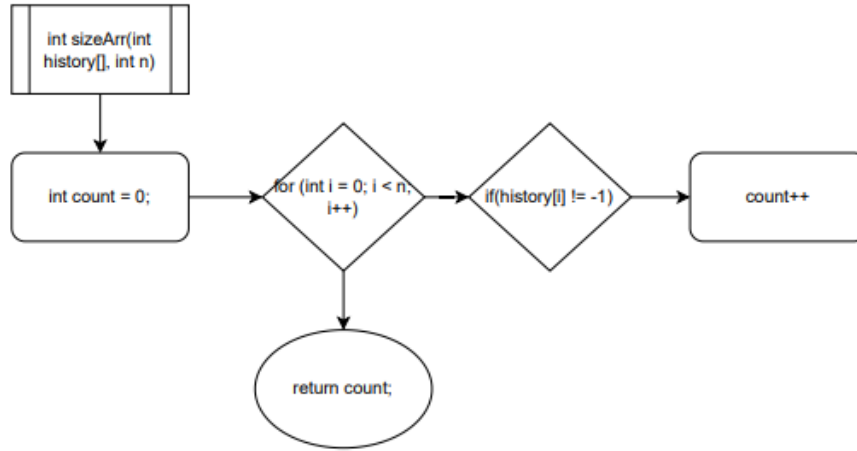 int sizeArr(int
history[], int n)
int count = 0;
for (int i = 0; i < n;
i++)
if(history[i] != -1)
count++
return count;